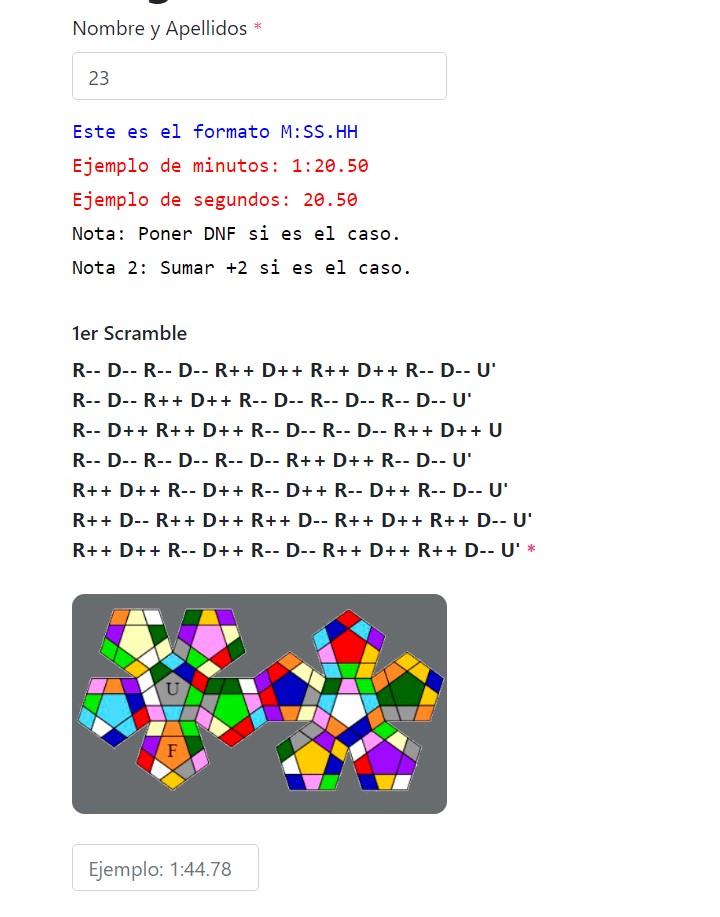 Nombre y Apellidos *
23
Este es el formato M:SS.HH
Ejemplo de minutos: 1:20.50
Ejemplo de segundos: 20.50
Nota: Poner DNF si es el caso.
Nota 2: Sumar +2 si es el caso.
1er Scramble
R-- D-- R-- D-- R++ D++ R++ D++ R-- D-- U'
R-- D-- R++ D++ R-- D-- R-- D-- R-- D-- U'
R-- D++ R++ D++ R-- D-- R-- D-- R++ D++ U
R-- D-- R-- D-- R-- D-- R++ D++ R-- D-- U'
R++ D++ R-- D++ R-- D++ R-- D++ R-- D-- U'
R++ D-- R++ D++ R++ D-- R++ D++ R++ D-- U'
R++ D++ R-- D++ R-- D-- R++ D++ R++ D-- U' *
U
F
Ejemplo: 1:44.78